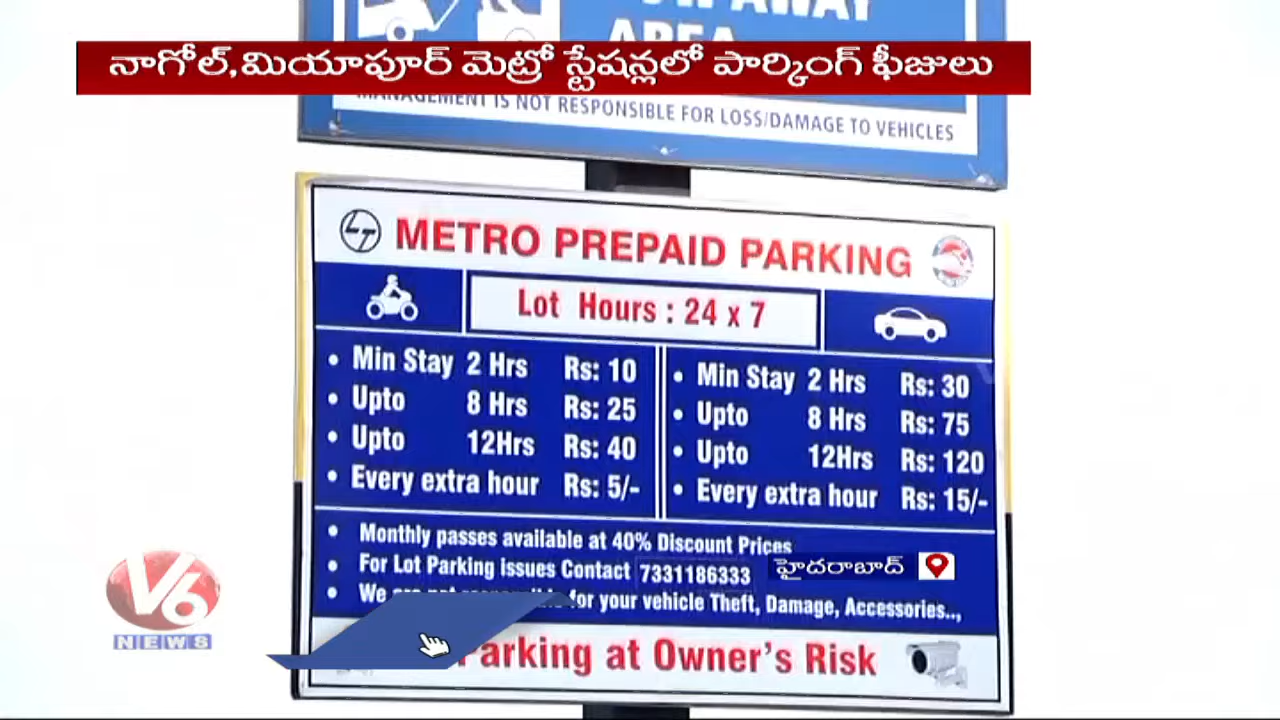 AREA
నాగోల్,మియాపూర్ మెట్రో స్టేషన్లలో పార్కింగ్ ఫీజులు
MANAGEMENT IS NOT RESPONSIBLE FOR LOSS/DAMAGE TO VEHICLES
LT METRO PREPAID PARKING
Lot Hours : 24 x 7
• Min Stay 2 Hrs Rs: 10
• Upto 8 Hrs Rs: 25
• Upto 12Hrs Rs: 40
• Every extra hour Rs: 5/-
• Min Stay 2 Hrs Rs: 30
• Upto 8 Hrs Rs: 75
• Upto 12Hrs Rs: 120
• Every extra hour Rs: 15/-
• Monthly passes available at 40% Discount Prices
• For Lot Parking issues Contact 7331186333
హైదరాబాద్
• We are not responsible for your vehicle Theft, Damage, Accessories..,
Parking at Owner's Risk
V6
NEWS